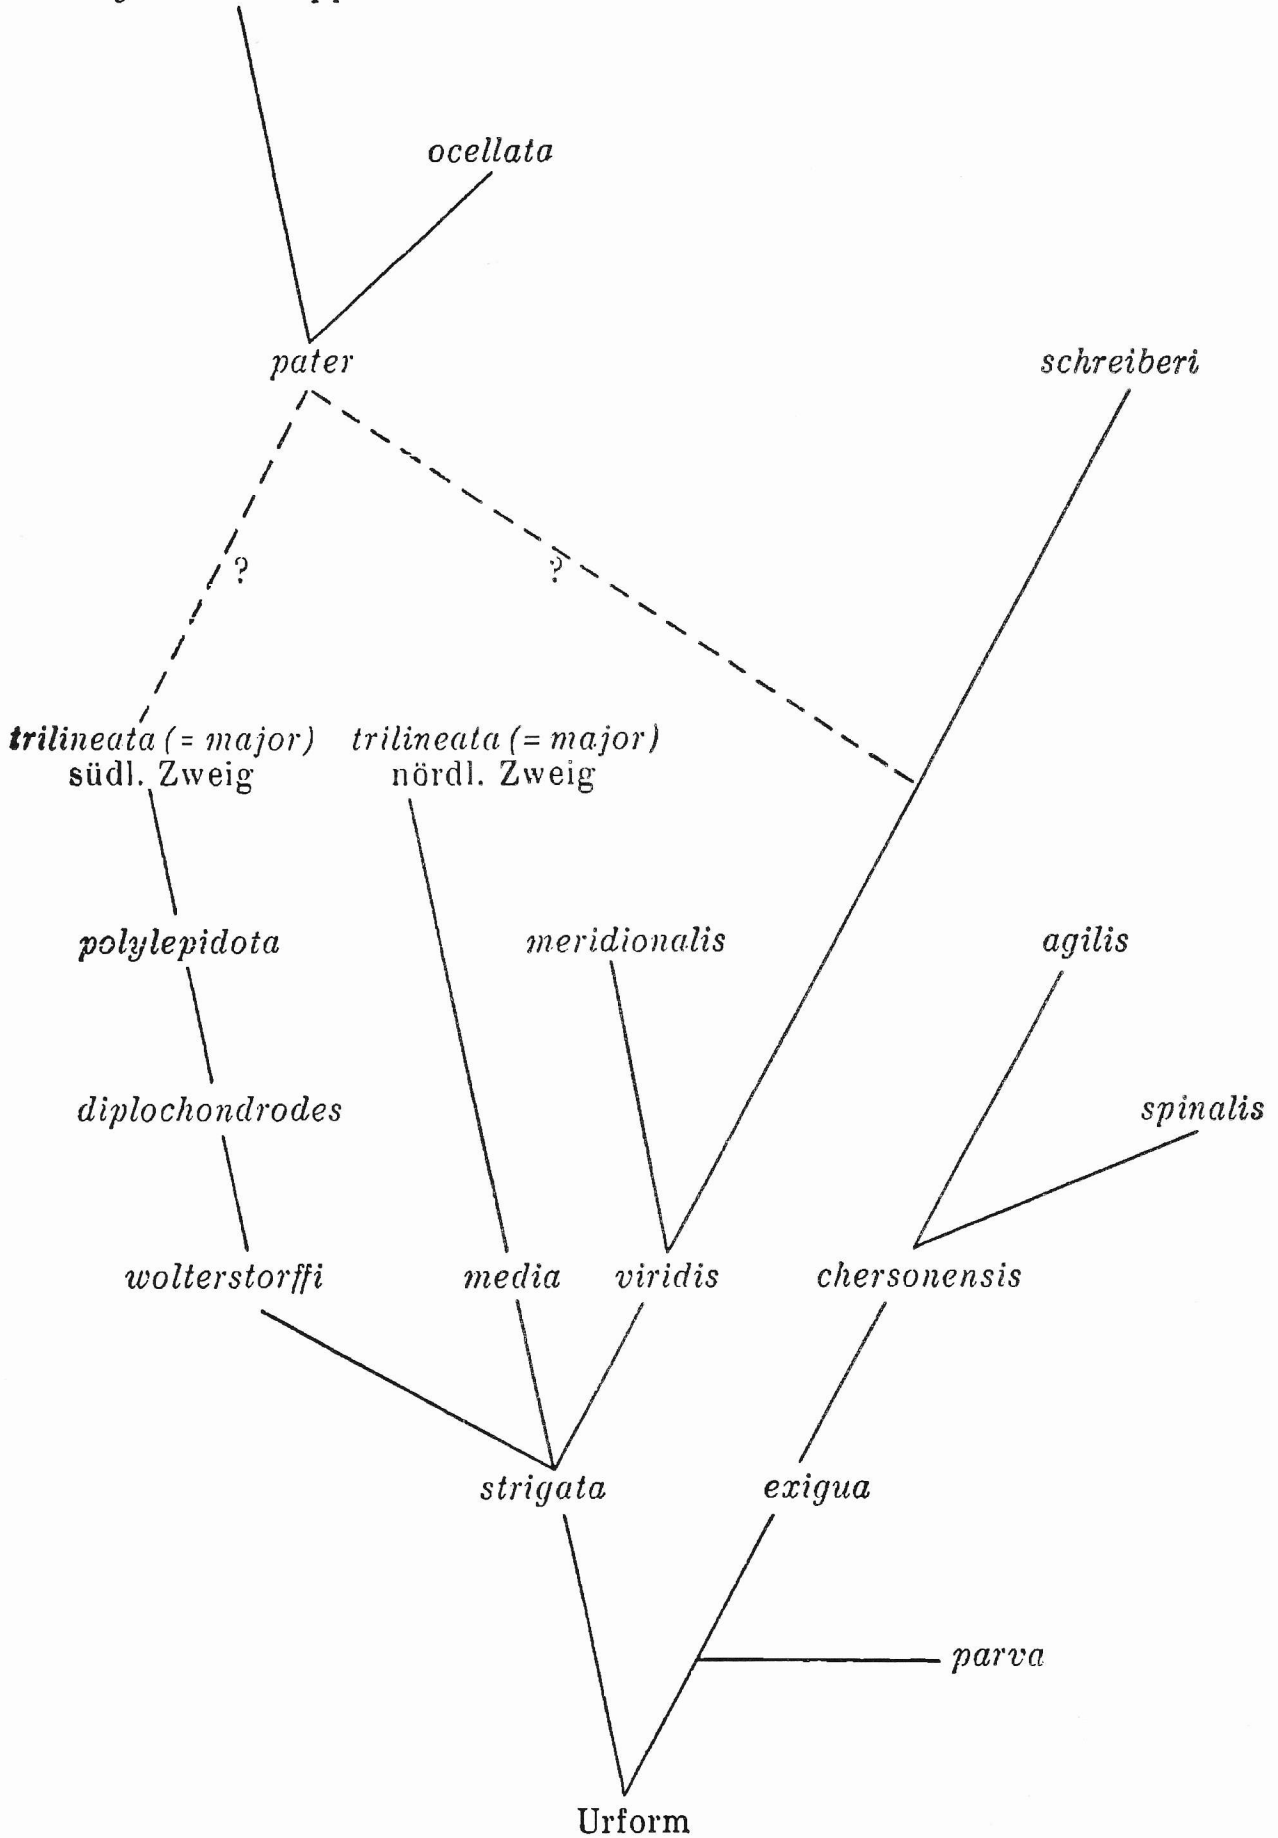 ocellata
pater
schreiberi
?
?
trilineata (= major)
südl. Zweig
trilineata (= major)
nördl. Zweig
polylepidota
meridionalis
agilis
diplochondrodes
spinalis
wolterstorffi
media
viridis
chersonensis
strigata
exigua
parva
Urform